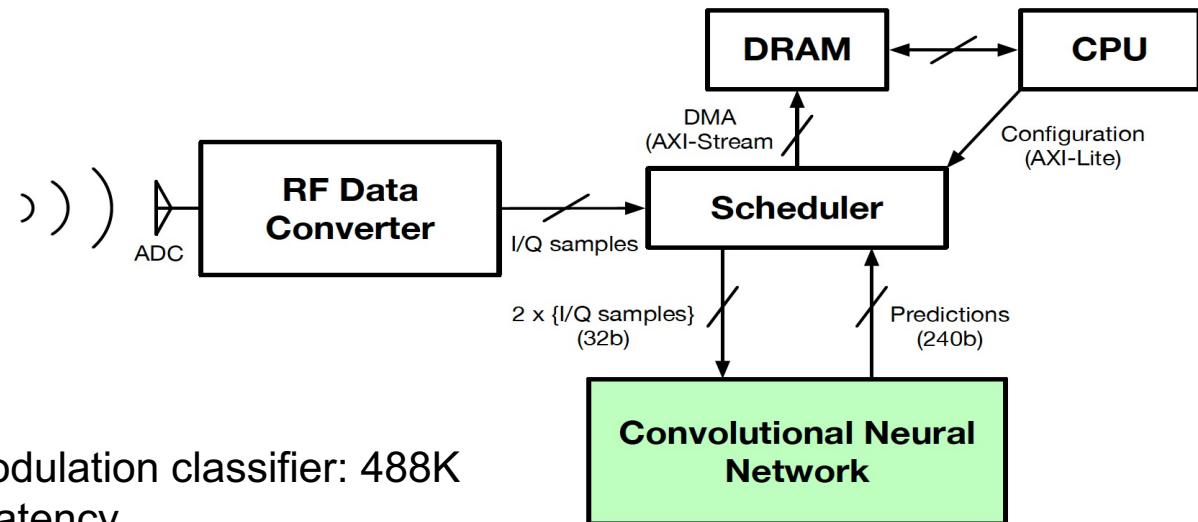 DRAM
CPU
DMA
(AXI-Stream
Configuration
(AXI-Lite)
RF Data
Converter
ADC
I/Q samples
Scheduler
2 x {I/Q samples}
(32b)
Predictions
(240b)
Convolutional Neural
Network
odulation classifier: 488K
atency